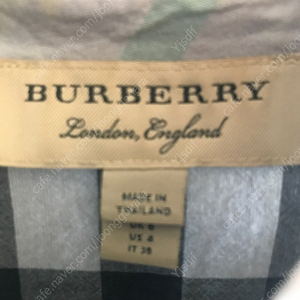 BURBERRY
London, England
MADE IN
THAILAND
UK 6
US 4
IT 38